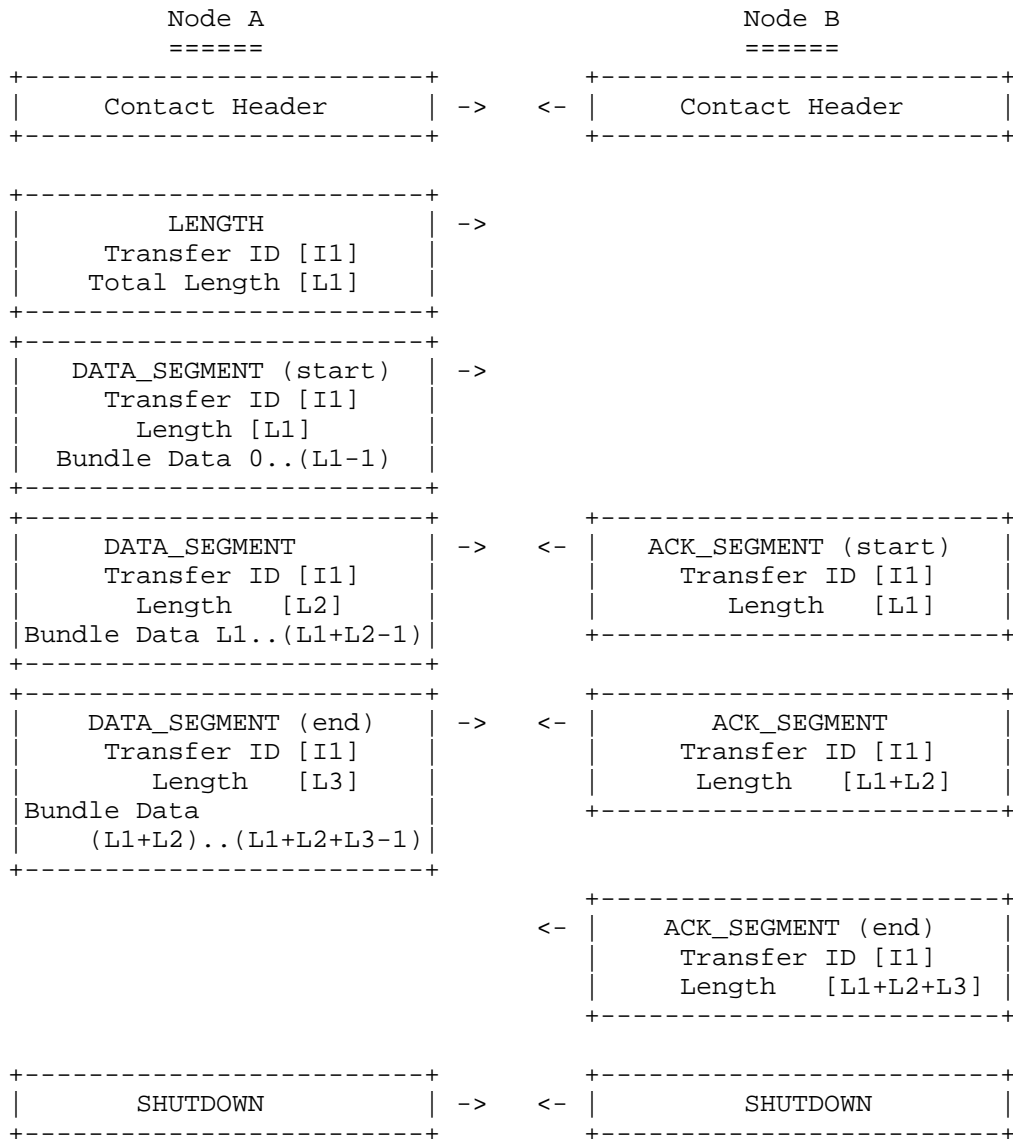 Node A                              Node B
======                              ======
+-------------------------+         +-------------------------+
|     Contact Header      | ->   <- |     Contact Header      |
+-------------------------+         +-------------------------+

+-------------------------+
|         LENGTH          | ->
|     Transfer ID [I1]    |
|    Total Length [L1]    |
+-------------------------+
+-------------------------+
|   DATA_SEGMENT (start)  | ->
|     Transfer ID [I1]    |
|       Length [L1]       |
|  Bundle Data 0..(L1-1)  |
+-------------------------+
+-------------------------+         +-------------------------+
|     DATA_SEGMENT        | ->   <- |   ACK_SEGMENT (start)   |
|     Transfer ID [I1]    |         |     Transfer ID [I1]    |
|       Length   [L2]     |         |        Length   [L1]    |
|Bundle Data L1..(L1+L2-1)|         +-------------------------+
+-------------------------+
+-------------------------+         +-------------------------+
|    DATA_SEGMENT (end)   | ->   <- |       ACK_SEGMENT       |
|     Transfer ID [I1]    |         |     Transfer ID [I1]    |
|        Length   [L3]    |         |      Length   [L1+L2]   |
|Bundle Data              |         +-------------------------+
|    (L1+L2)..(L1+L2+L3-1)|
+-------------------------+
                                    +-------------------------+
                                 <- |    ACK_SEGMENT (end)    |
                                    |     Transfer ID [I1]    |
                                    |     Length   [L1+L2+L3] |
                                    +-------------------------+

+-------------------------+         +-------------------------+
|       SHUTDOWN          | ->   <- |         SHUTDOWN        |
+-------------------------+         +-------------------------+